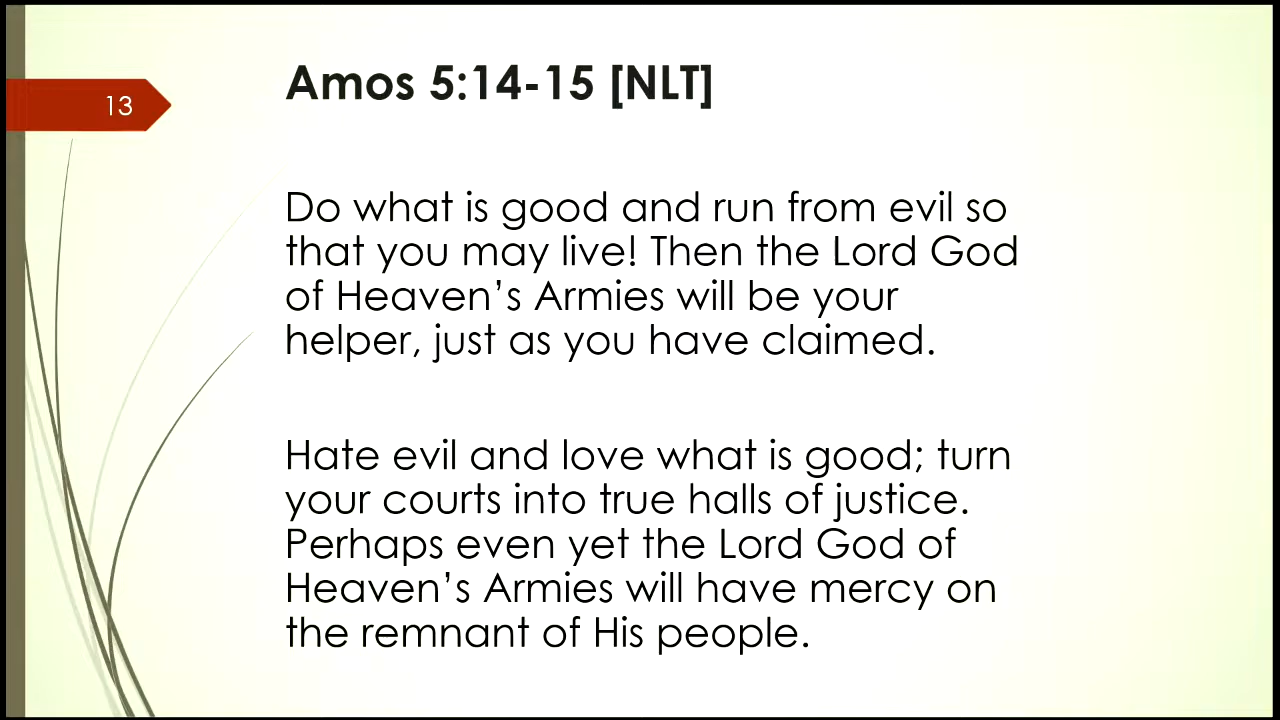 Amos 5:14-15 [NLT]
13
Do what is good and run from evil so
that you may live! Then the Lord God
of Heaven’s Armies will be your
helper, just as you have claimed.
Hate evil and love what is good; turn
your courts into true halls of justice.
Perhaps even yet the Lord God of
Heaven’s Armies will have mercy on
the remnant of His people.